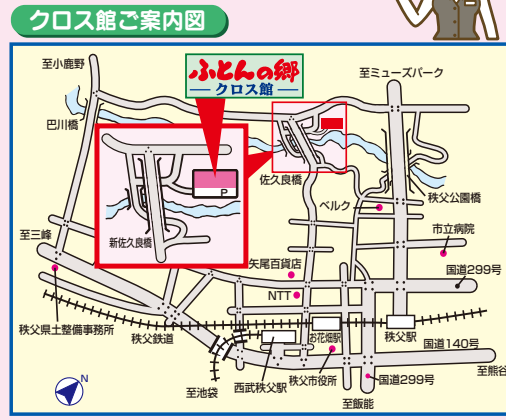 クロス館ご案内図
至小鹿野
ふとんの郷
クロス館
至ミューズパーク
巴川橋
佐久良橋
P
新佐久良橋
ベルク
秩父公園橋
市立病院
至三峰
矢尾百貨店
国道299号
NTT
秩父県土整備事務所
秩父鉄道
お花畑駅
秩父駅
国道140号
至熊谷
至池袋
西武秩父駅
秩父市役所
国道299号
至飯能
N